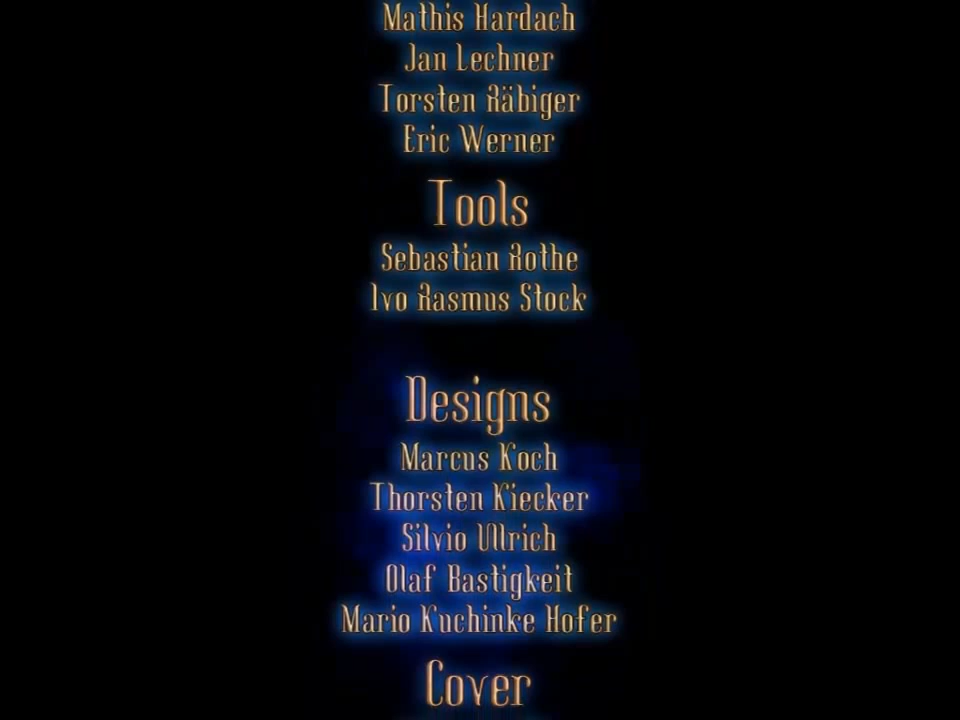 Mathis Hardach
Jan Lechner
Torsten Räbiger
Eric Werner
Tools
Sebastian Rothe
Ivo Rasmus Stock
Designs
Marcus Koch
Thorsten Kiecker
Silvio Ullrich
Olaf Bastigkeit
Mario Kuchinke Hofer
Cover